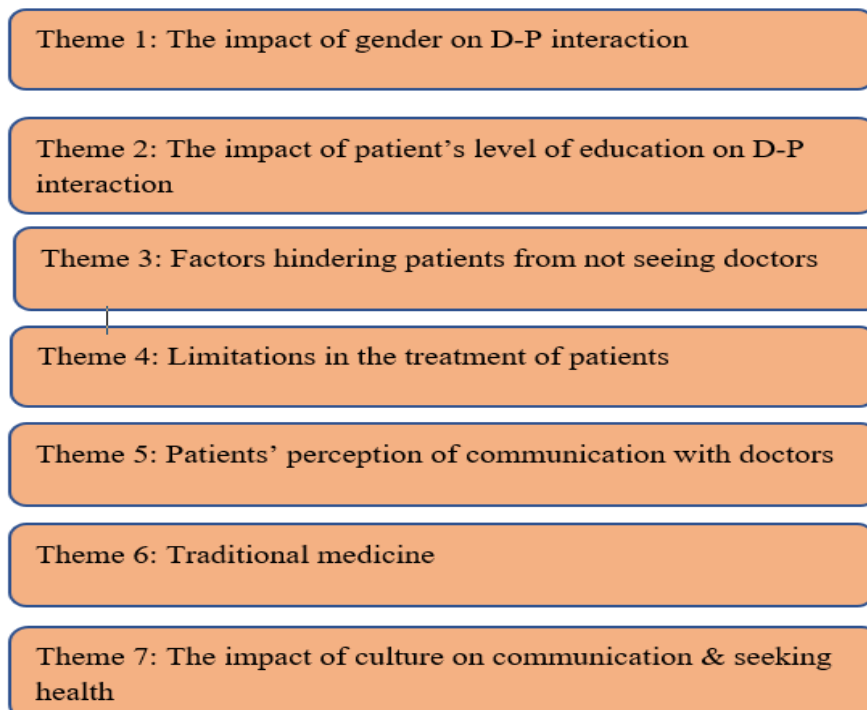 Theme 1: The impact of gender on D-P interaction
Theme 2: The impact of patient’s level of education on D-P
interaction
Theme 3: Factors hindering patients from not seeing doctors
Theme 4: Limitations in the treatment of patients
Theme 5: Patients’ perception of communication with doctors
Theme 6: Traditional medicine
Theme 7: The impact of culture on communication & seeking
health